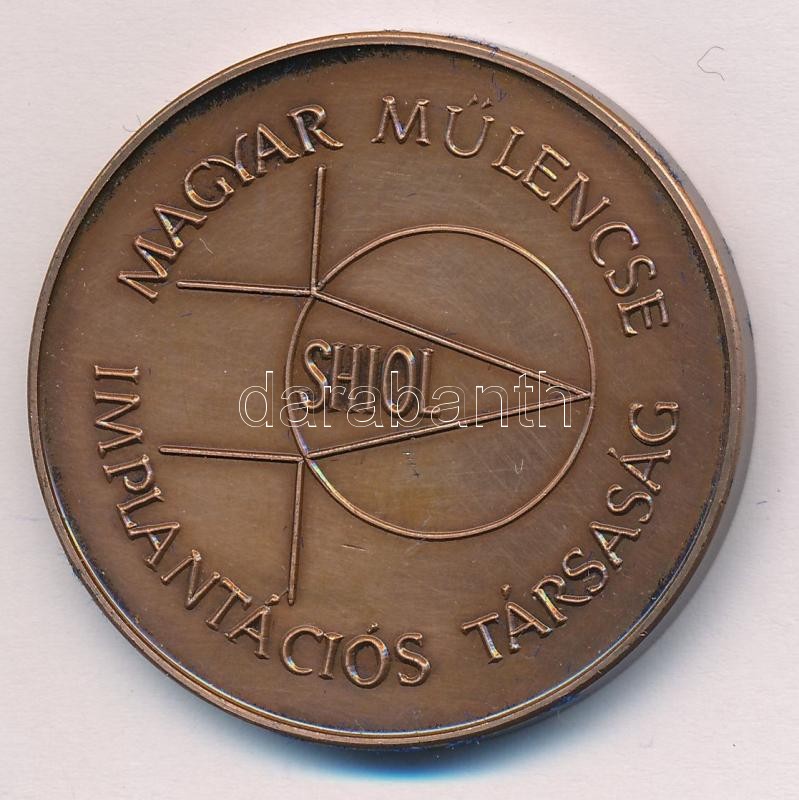 MAGYAR MŰLENCSE
IMPLANTÁCIÓS TÁRSASÁG
SHIOL
darabanth